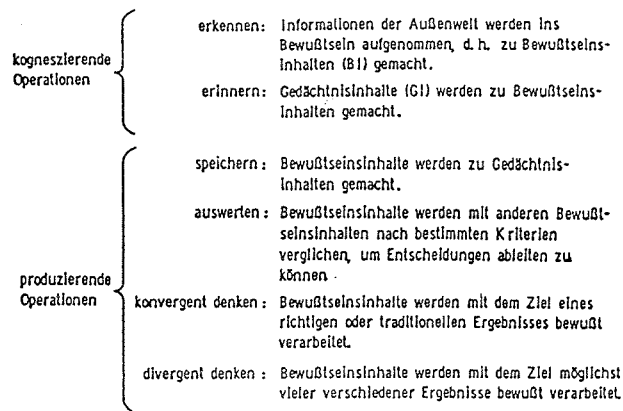 erkennen: Informationen der Außenwelt werden ins
Bewußtsein aufgenommen, d. h. zu Bewußtseins-
inhalten (BI) gemacht.
kogneszierende
Operationen
erinnern: Gedächtnisinhalte (GI) werden zu Bewußtseins-
inhalten gemacht.
speichern: Bewußtseinsinhalte werden zu Gedächtnis-
inhalten gemacht.
auswerten: Bewußtseinsinhalte werden mit anderen Bewußt-
seinsinhalten nach bestimmten Kriterien
verglichen, um Entscheidungen ableiten zu
können.
produzierende
Operationen
konvergent denken: Bewußtseinsinhalte werden mit dem Ziel eines
richtigen oder traditionellen Ergebnisses bewußt
verarbeitet.
divergent denken: Bewußtseinsinhalte werden mit dem Ziel möglichst
vieler verschiedener Ergebnisse bewußt verarbeitet.